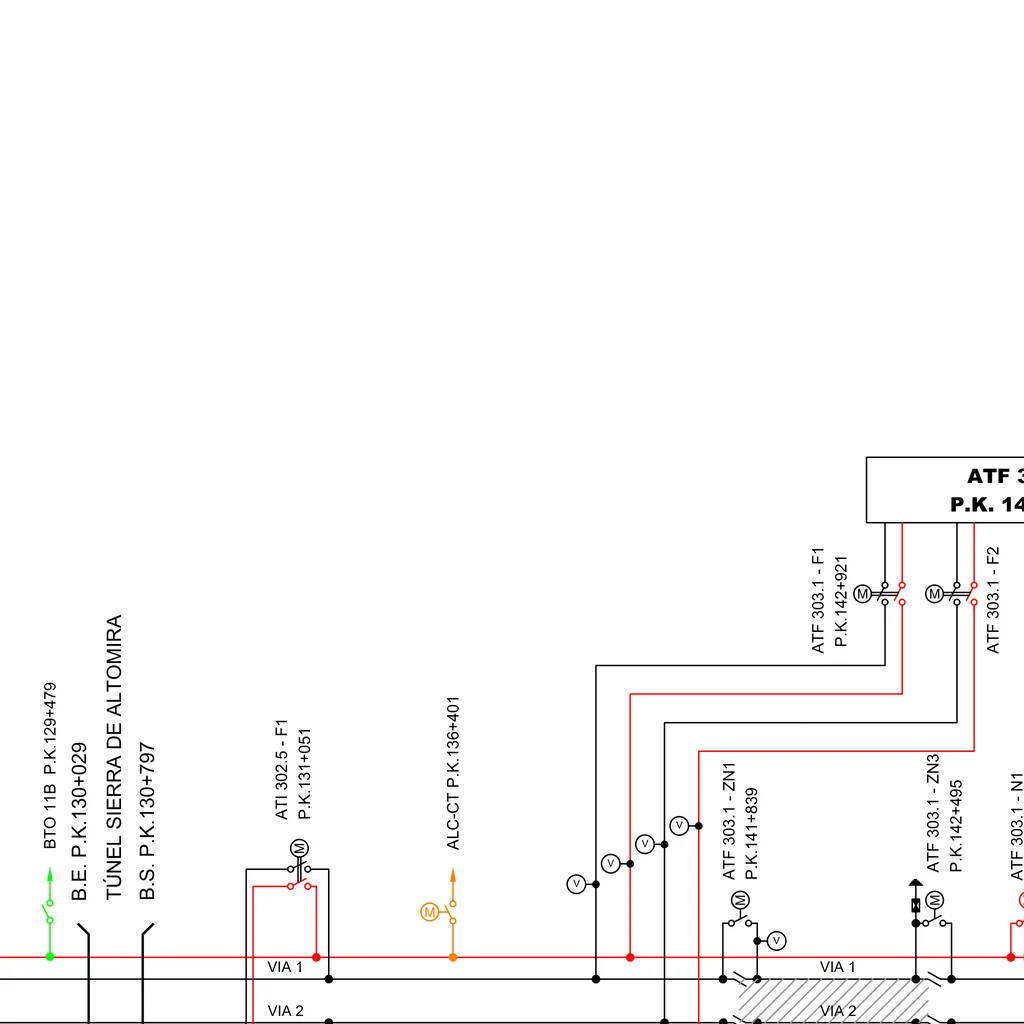 ATF 3
P.K. 14
ATF 303.1 - F1
P.K.142+921
ATF 303.1 - F2
BTO 11B P.K.129+479
B.E. P.K.130+029
TÚNEL SIERRA DE ALTOMIRA
B.S. P.K.130+797
ATI 302.5 - F1
P.K.131+051
ALC-CT P.K.136+401
ATF 303.1 - ZN1
P.K.141+839
ATF 303.1 - ZN3
P.K.142+495
ATF 303.1 - N1
M
M
M
M
M
M
V
V
V
V
V
VIA 1
VIA 1
VIA 2
VIA 2